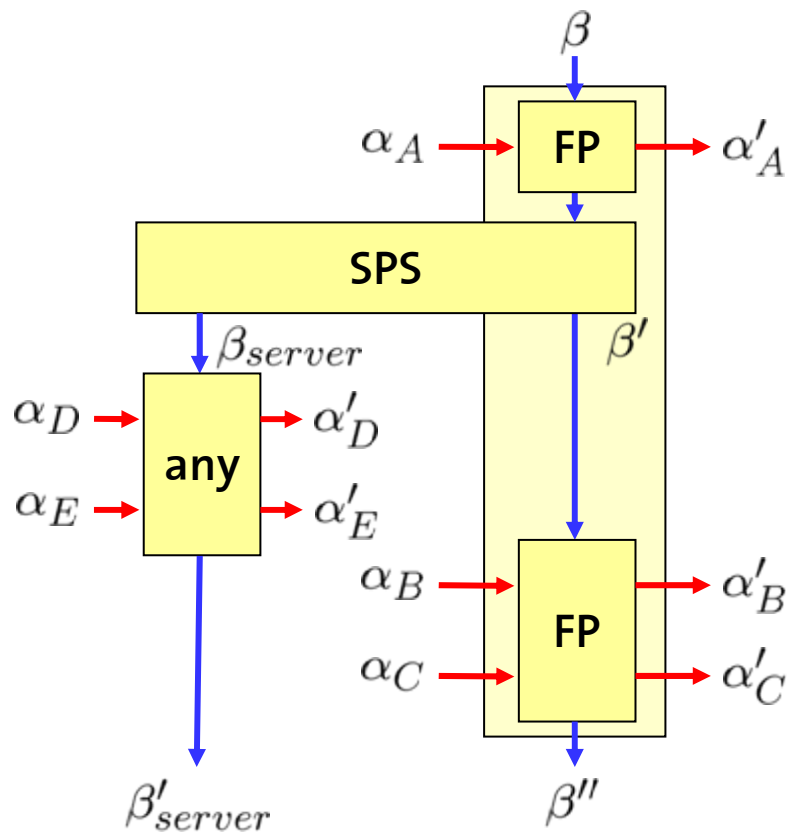 β
α_A FP α'_A
SPS
β_server β'
α_D α'_D
any
α_E α'_E
α_B α'_B
FP
α_C α'_C
β'_server β''